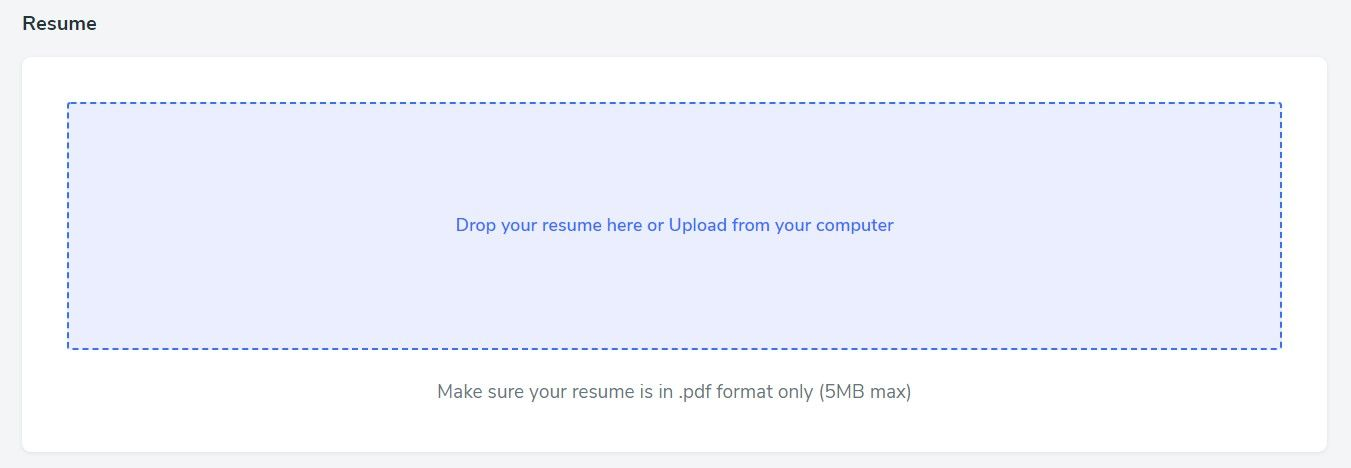 Resume
Drop your resume here or Upload from your computer
Make sure your resume is in .pdf format only (5MB max)